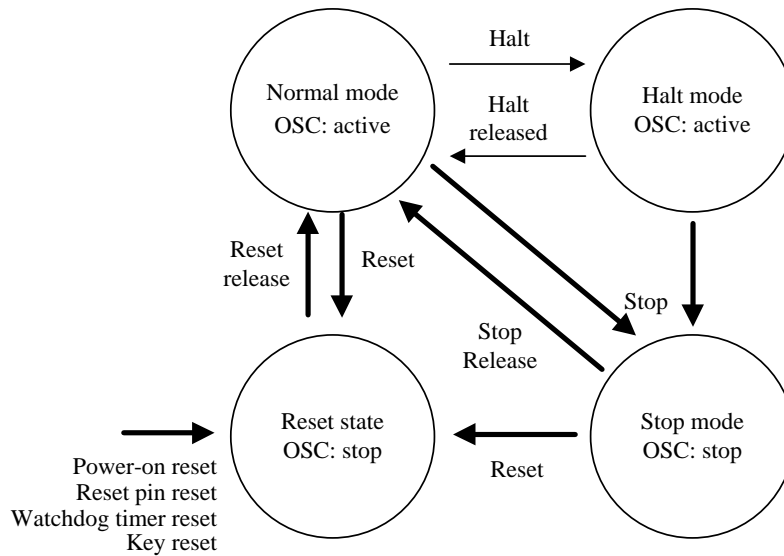 Normal mode
OSC: active
Halt
Halt
released
Halt mode
OSC: active
Reset
release
Reset
Stop
Stop
Release
Reset state
OSC: stop
Stop mode
OSC: stop
Reset
Power-on reset
Reset pin reset
Watchdog timer reset
Key reset